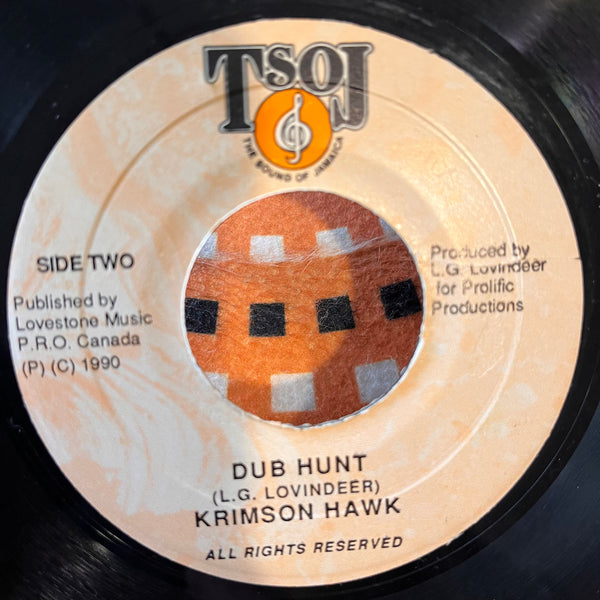 TSOJ
THE SOUND OF JAMAICA
SIDE TWO
Published by
Lovestone Music
P.R.O. Canada
(P) (C) 1990
Produced by
L.G. Lovindeer
for Prolific
Productions
DUB HUNT
(L.G. LOVINDEER)
KRIMSON HAWK
ALL RIGHTS RESERVED